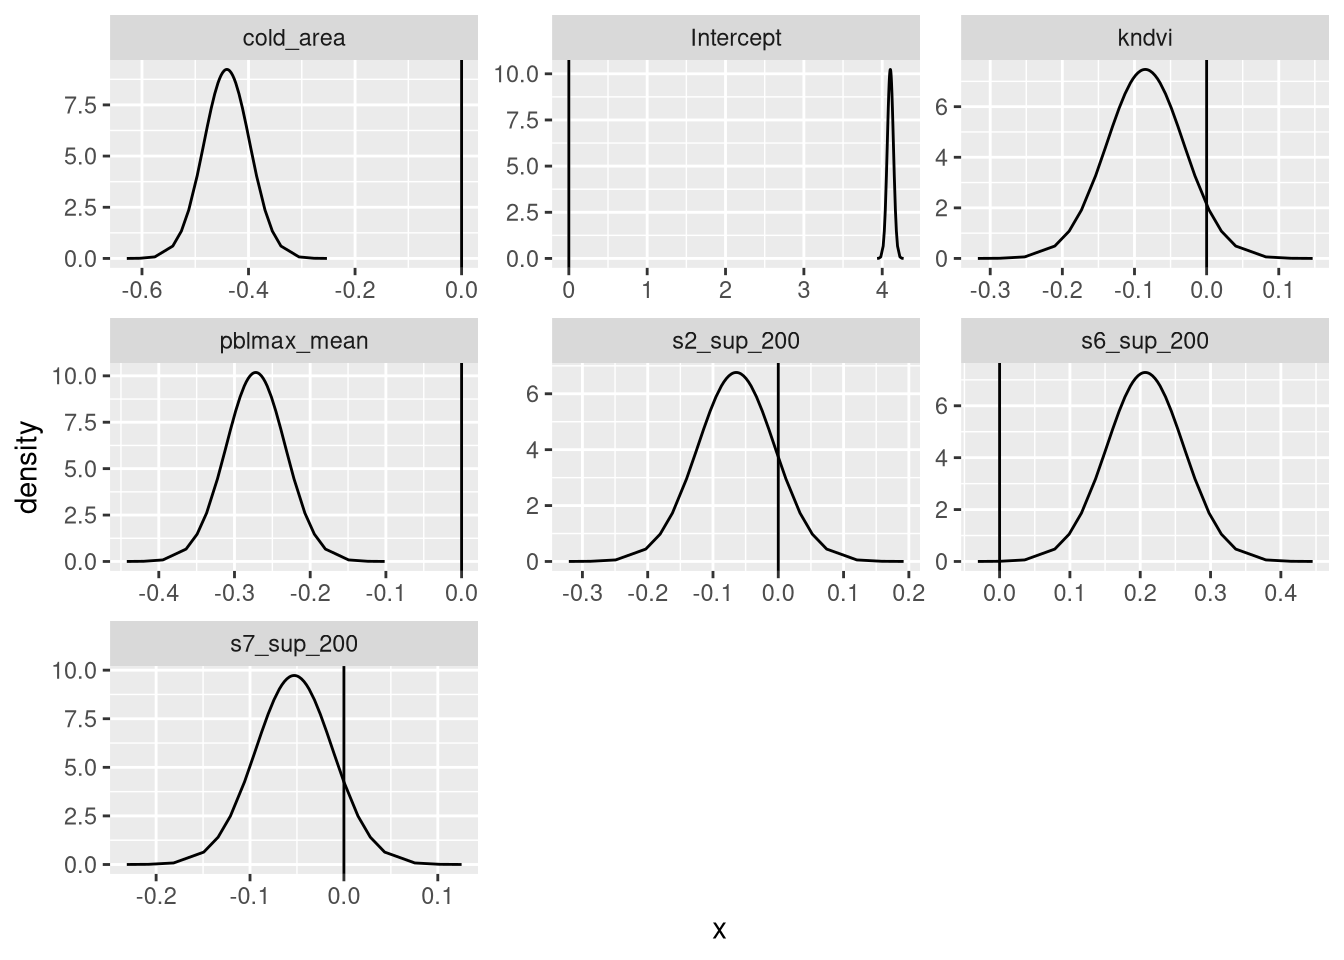 cold_area Intercept kndvi
7.5 5.0 2.5 0.0
-0.6 -0.4 -0.2 0.0
10.0 7.5 5.0 2.5 0.0
0 1 2 3 4
6 4 2 0
-0.3 -0.2 -0.1 0.0 0.1
pblmax_mean s2_sup_200 s6_sup_200
10.0 7.5 5.0 2.5 0.0
-0.4 -0.3 -0.2 -0.1 0.0
6 4 2 0
-0.3 -0.2 -0.1 0.0 0.1 0.2
6 4 2 0
0.0 0.1 0.2 0.3 0.4
density
s7_sup_200
10.0 7.5 5.0 2.5 0.0
-0.2 -0.1 0.0 0.1
x